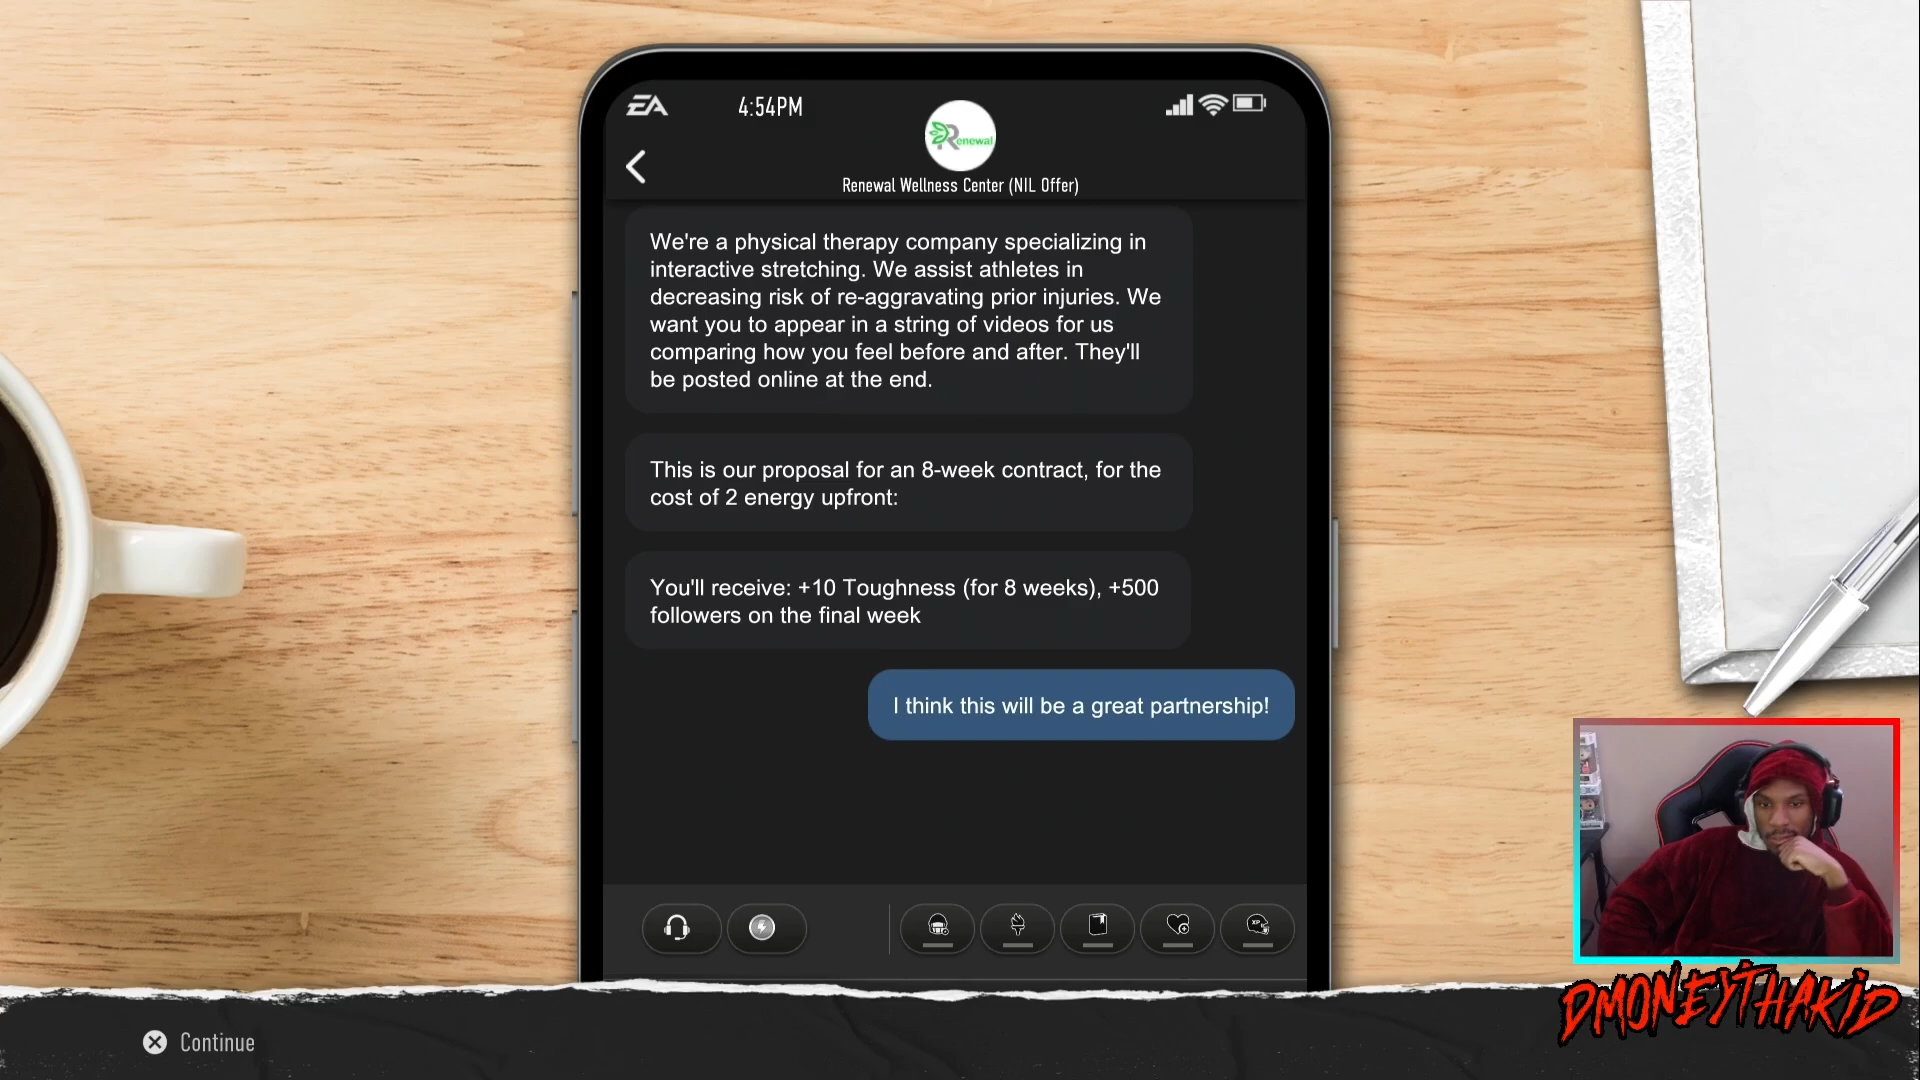 EA
4:54PM
Renewal
Renewal Wellness Center (NIL Offer)
We're a physical therapy company specializing in
interactive stretching. We assist athletes in
decreasing risk of re-aggravating prior injuries. We
want you to appear in a string of videos for us
comparing how you feel before and after. They'll
be posted online at the end.
This is our proposal for an 8-week contract, for the
cost of 2 energy upfront:
You'll receive: +10 Toughness (for 8 weeks), +500
followers on the final week
I think this will be a great partnership!
XP
Continue
DMONEYTHAKID